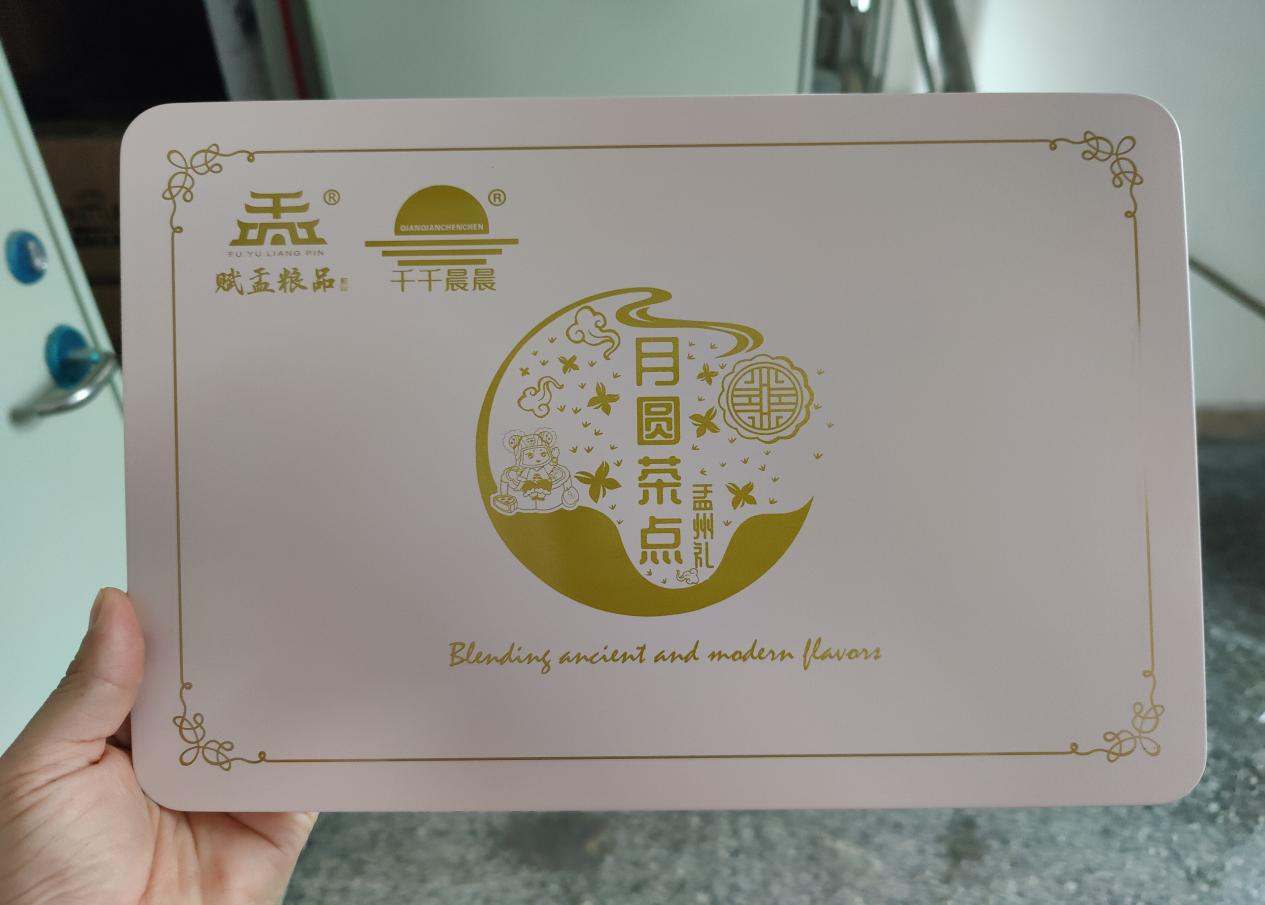 ®
FU YU LIANG PIN
赋盂粮品
®
QIANQIANCHENCHEN
千千晨晨
月圆茶点
孟州礼
Blending ancient and modern flavors